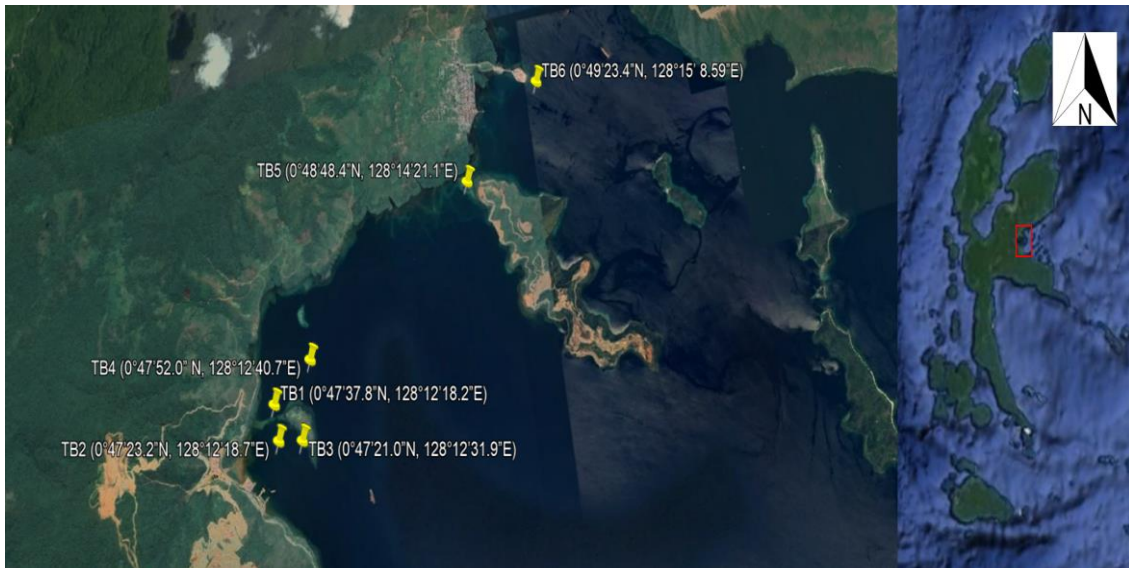 TB6 (0°49'23.4”N, 128°15' 8.59”E)
TB5 (0°48'48.4”N, 128°14'21.1”E)
TB4 (0°47'52.0” N, 128°12'40.7”E)
TB1 (0°47'37.8”N, 128°12'18.2”E)
TB2 (0°47'23.2”N, 128°12'18.7”E)
TB3 (0°47'21.0”N, 128°12'31.9”E)
N